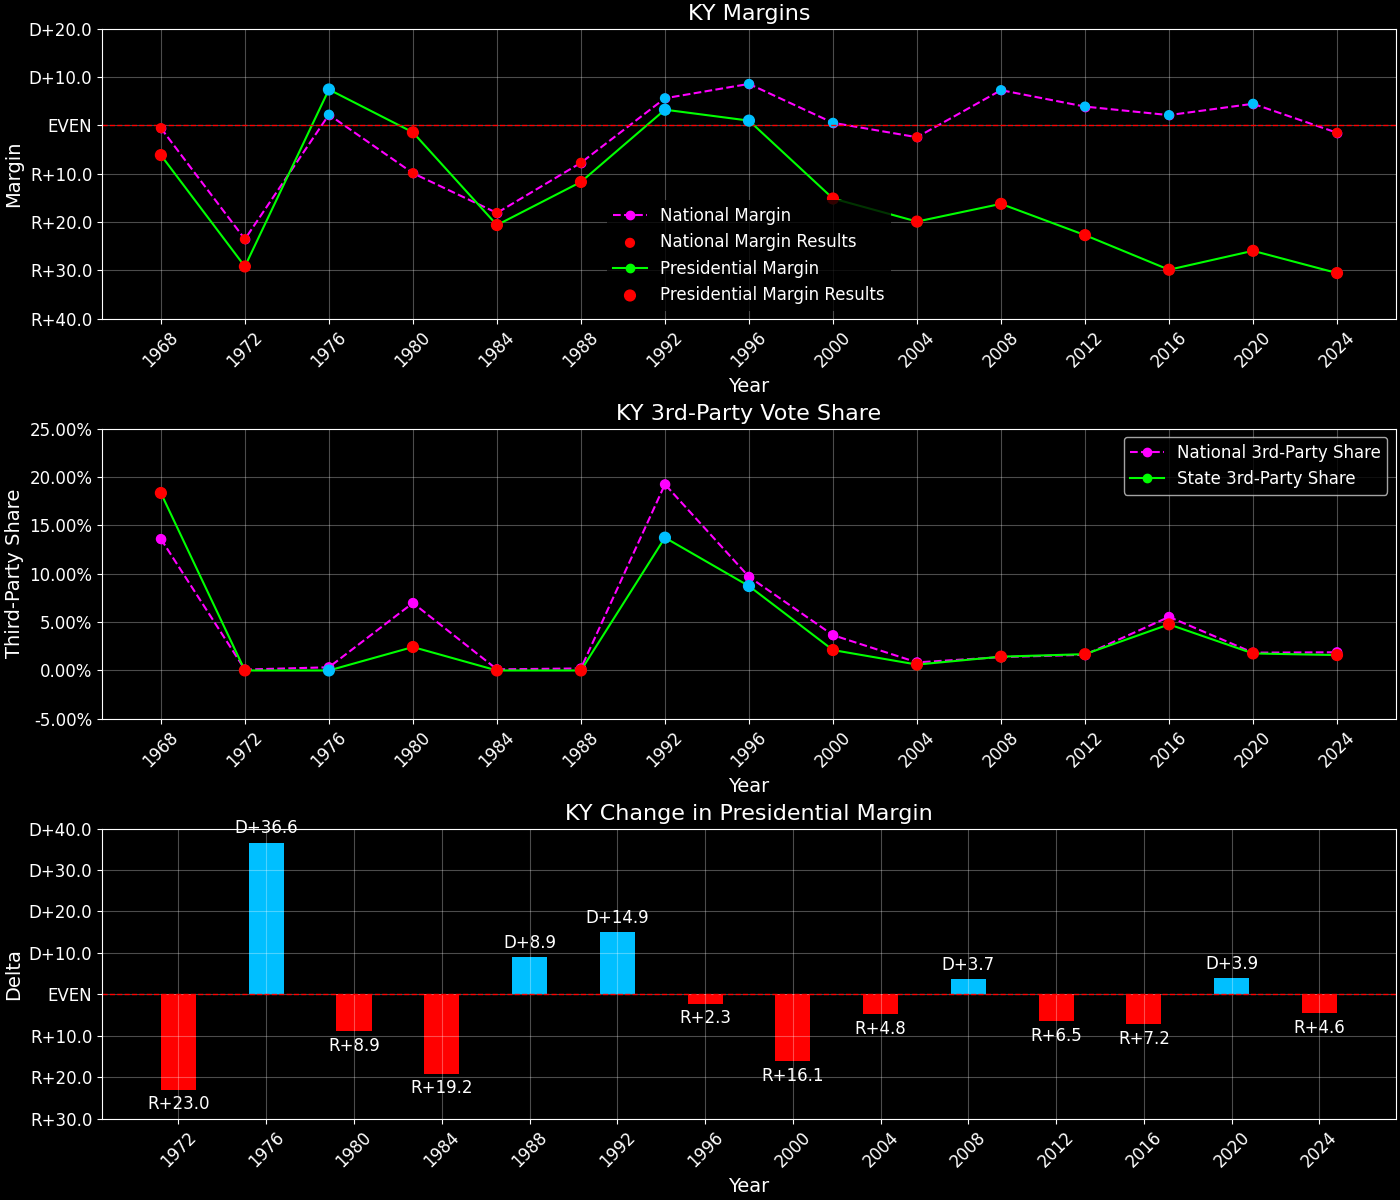 KY Margins
D+20.0
D+10.0
EVEN
R+10.0
R+20.0
R+30.0
R+40.0
Margin
National Margin
National Margin Results
Presidential Margin
Presidential Margin Results
1968 1972 1976 1980 1984 1988 1992 1996 2000 2004 2008 2012 2016 2020 2024
Year
KY 3rd-Party Vote Share
25.00%
20.00%
15.00%
10.00%
5.00%
0.00%
-5.00%
Third-Party Share
National 3rd-Party Share
State 3rd-Party Share
1968 1972 1976 1980 1984 1988 1992 1996 2000 2004 2008 2012 2016 2020 2024
Year
KY Change in Presidential Margin
D+40.0
D+30.0
D+20.0
D+10.0
EVEN
R+10.0
R+20.0
R+30.0
Delta
R+23.0
D+36.6
R+8.9
R+19.2
D+8.9
D+14.9
R+2.3
R+16.1
R+4.8
D+3.7
R+6.5
R+7.2
D+3.9
R+4.6
1972 1976 1980 1984 1988 1992 1996 2000 2004 2008 2012 2016 2020 2024
Year